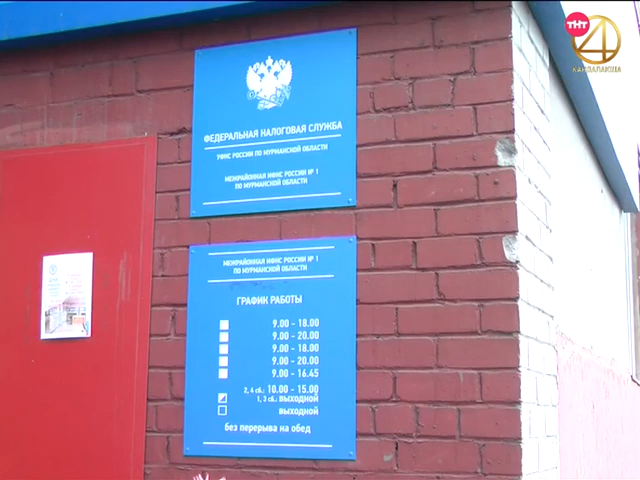 ТНТ
4
КАНДАЛАКША
ФЕДЕРАЛЬНАЯ НАЛОГОВАЯ СЛУЖБА
УФНС РОССИИ ПО МУРМАНСКОЙ ОБЛАСТИ
МЕЖРАЙОННАЯ ИФНС РОССИИ № 1
ПО МУРМАНСКОЙ ОБЛАСТИ
МЕЖРАЙОННАЯ ИФНС РОССИИ № 1
ПО МУРМАНСКОЙ ОБЛАСТИ
ГРАФИК РАБОТЫ
9.00 - 18.00
9.00 - 20.00
9.00 - 18.00
9.00 - 20.00
9.00 - 16.45
2, 4 сб.: 10.00 - 15.00
1, 3 сб.: ВЫХОДНОЙ
ВЫХОДНОЙ
без перерыва на обед